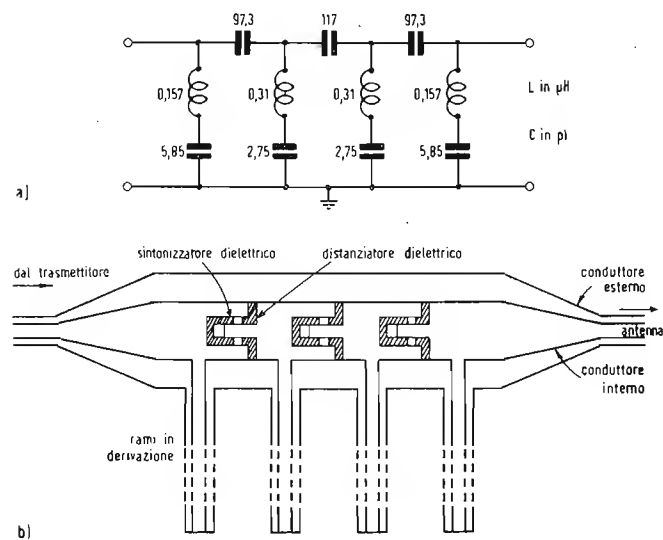 97,3
117
97,3
0,157
0,31
0,31
0,157
L in µH
5,85
2,75
2,75
5,85
C in pf
a)
sintonizzatore dielettrico
distanziatore dielettrico
dal trasmettitore
conduttore
esterno
antenna
conduttore
interno
rami in
derivazione
b)